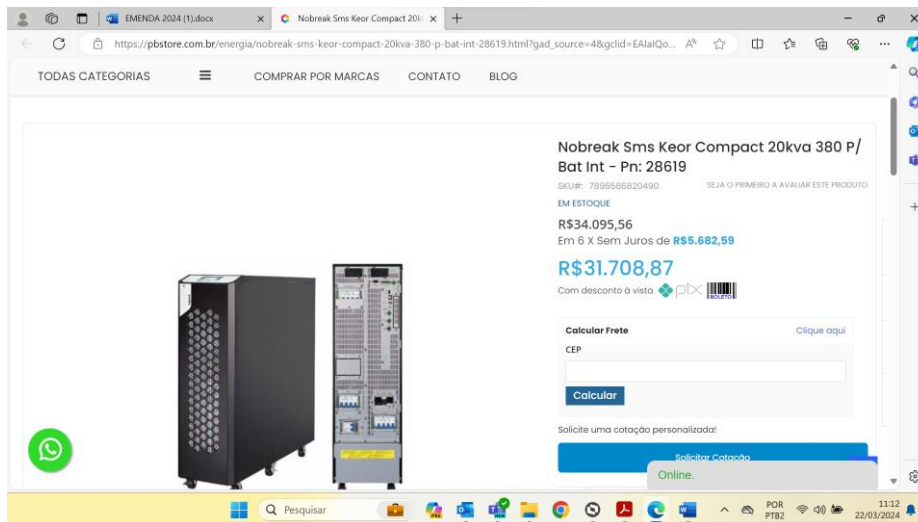 EMENDA 2024 (1).docx
Nobreak Sms Keor Compact 20k
https://pbstore.com.br/energia/nobreak-sms-keor-compact-20kva-380-p-bat-int-28619.html?gad_source=4&gclid=EAIaIQo...
TODAS CATEGORIAS COMPRAR POR MARCAS CONTATO BLOG
Nobreak Sms Keor Compact 20kva 380 P/
Bat Int - Pn: 28619
SKU#: 7896586820490 SEJA O PRIMEIRO A AVALIAR ESTE PRODUTO
EM ESTOQUE
R$34.095,56
Em 6 X Sem Juros de R$5.682,59
R$31.708,87
Com desconto à vista pix BOLETO
Calcular Frete Clique aqui
CEP
Calcular
Solicite uma cotação personalizada!
Solicitar Cotação
Online.
Pesquisar
POR
PTB2
11:12
22/03/2024